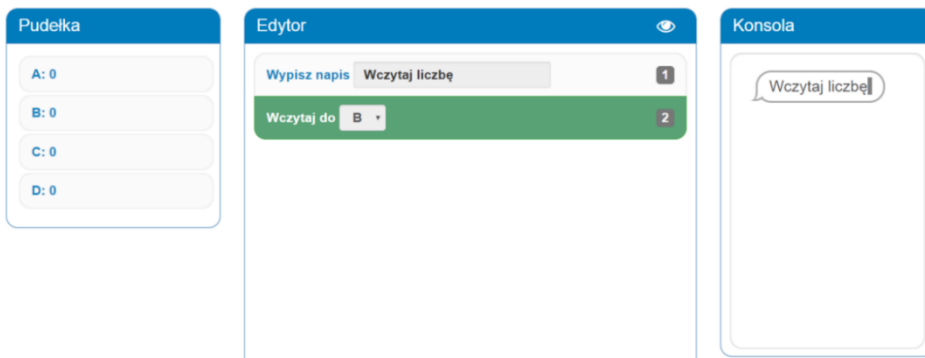 Pudełka
A: 0
B: 0
C: 0
D: 0
Edytor
Wypisz napis Wczytaj liczbę 1
Wczytaj do B 2
Konsola
Wczytaj liczbę